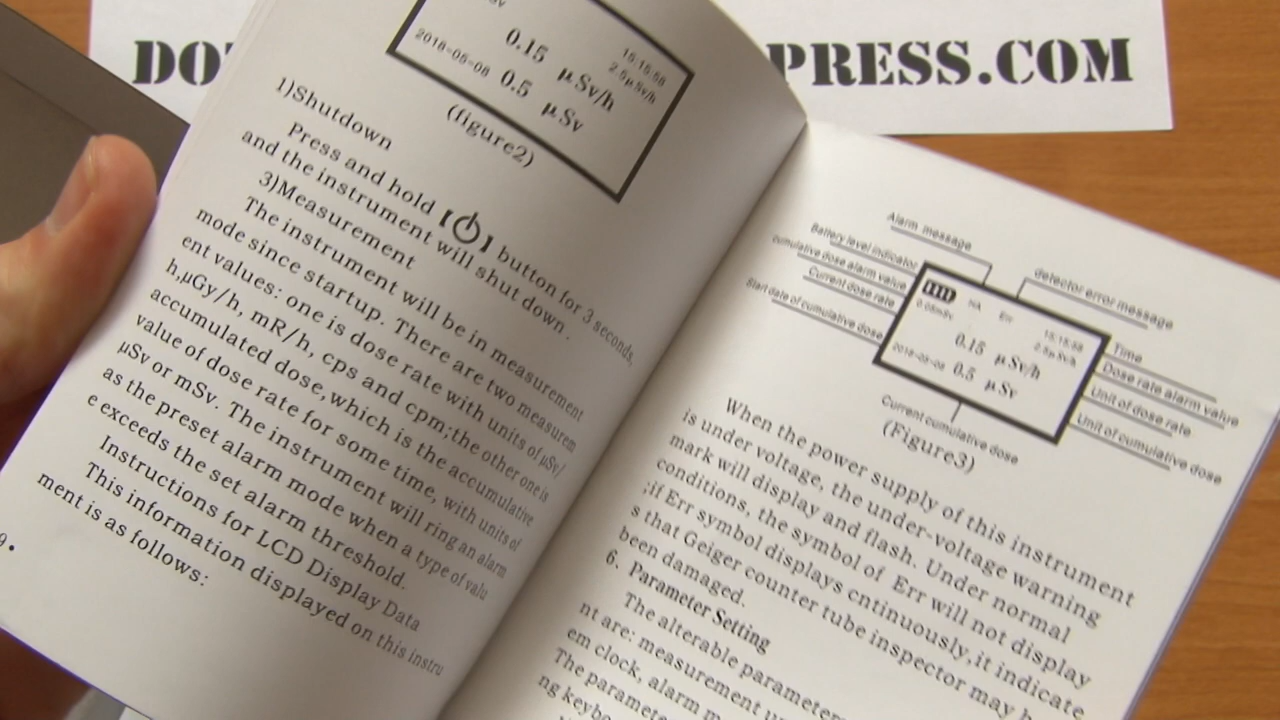 DO
PRESS.COM
Sv
0.15 μSv/h
15:15:58
2.5μSv/h
2018-05-08 0.5 μSv
(figure2)
1)Shutdown
Press and hold【⏻】button for 3 seconds,
and the instrument will shut down.
3)Measurement
The instrument will be in measurement
mode since startup. There are two measurem
ent values: one is dose rate with units of μSv/
h,μGy/h, mR/h, cps and cpm;the other one is
accumulated dose,which is the accumulative
value of dose rate for some time, with units of
μSv or mSv. The instrument will ring an alarm
as the preset alarm mode when a type of valu
e exceeds the set alarm threshold.
Instructions for LCD Display Data
This information displayed on this instru
ment is as follows:
9•
Alarm message
Battery level indicator
cumulative dose alarm value
Current dose rate
Start date of cumulative dose
detector error message
Time
Dose rate alarm value
Unit of dose rate
Unit of cumulative dose
Current cumulative dose
HA
Err
15:15:58
2.5μSv/h
0.15 μSv/h
2018-05-08 0.5 μSv
(Figure3)
When the power supply of this instrument
is under voltage, the under-voltage warning
mark will display and flash. Under normal
conditions, the symbol of Err will not display
;if Err symbol displays cntinuously,it indicate
s that Geiger counter tube inspector may h
been damaged.
6. Parameter Setting
The alterable parameters
nt are: measurement u
em clock, alarm m
The parame
ng keybo